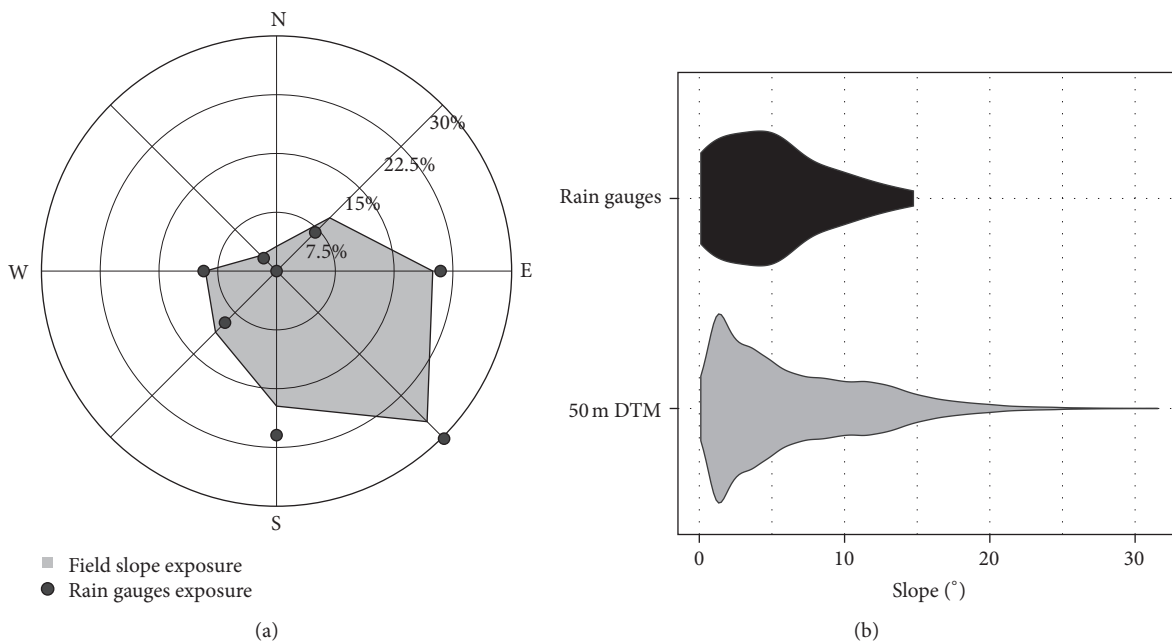 N
30%
22.5%
15%
7.5%
W
E
S
Field slope exposure
Rain gauges exposure
(a)
Rain gauges
50 m DTM
0
10
20
30
Slope (°)
(b)